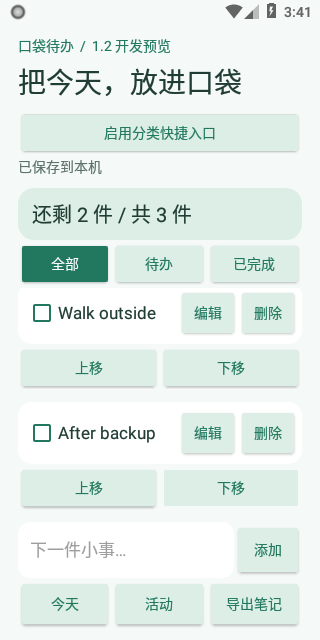 3:41
口袋待办 / 1.2 开发预览
把今天，放进口袋
启用分类快捷入口
已保存到本机
还剩 2 件 / 共 3 件
全部 待办 已完成
Walk outside 编辑 删除
上移 下移
After backup 编辑 删除
上移 下移
下一件小事… 添加
今天 活动 导出笔记